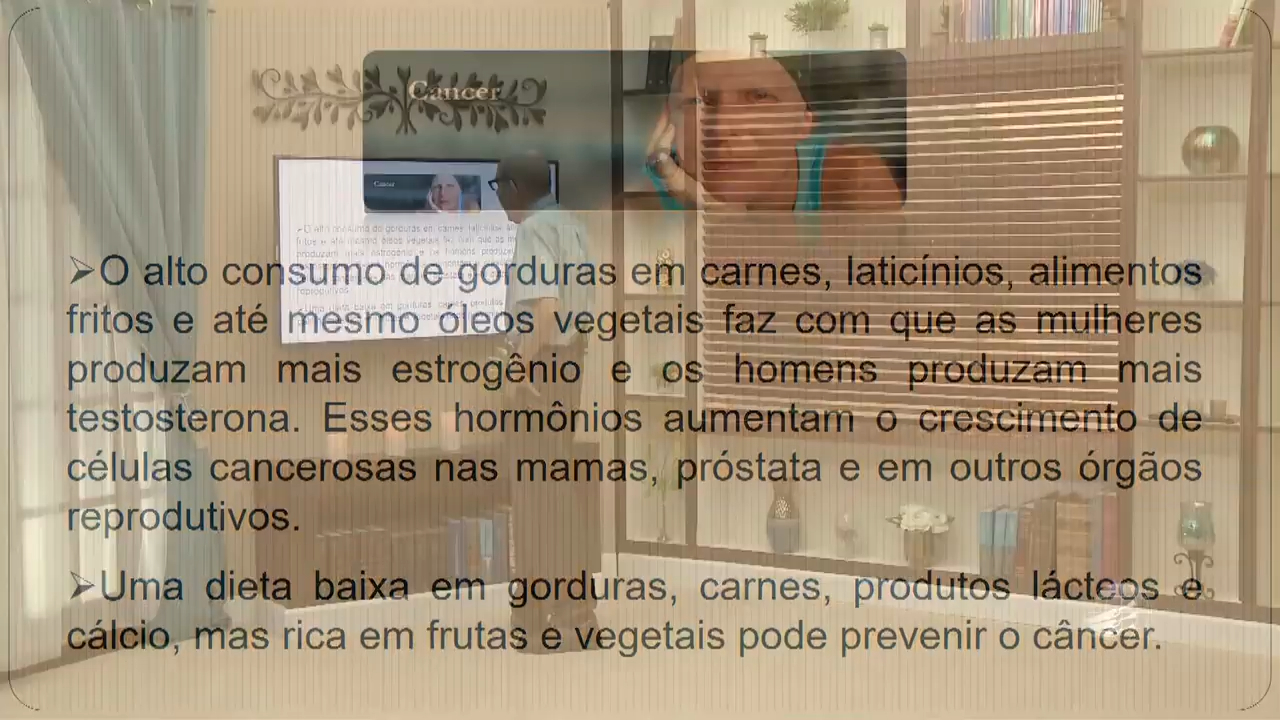 Cancer
Cancer
➢O alto consumo de gorduras em carnes, laticínios, alimentos
fritos e até mesmo óleos vegetais faz com que as mulheres
produzam mais estrogênio e os homens produzam mais
testosterona. Esses hormônios aumentam o crescimento de
células cancerosas nas mamas, próstata e em outros órgãos
reprodutivos.
➢Uma dieta baixa em gorduras, carnes, produtos lácteos e
cálcio, mas rica em frutas e vegetais pode prevenir o câncer.